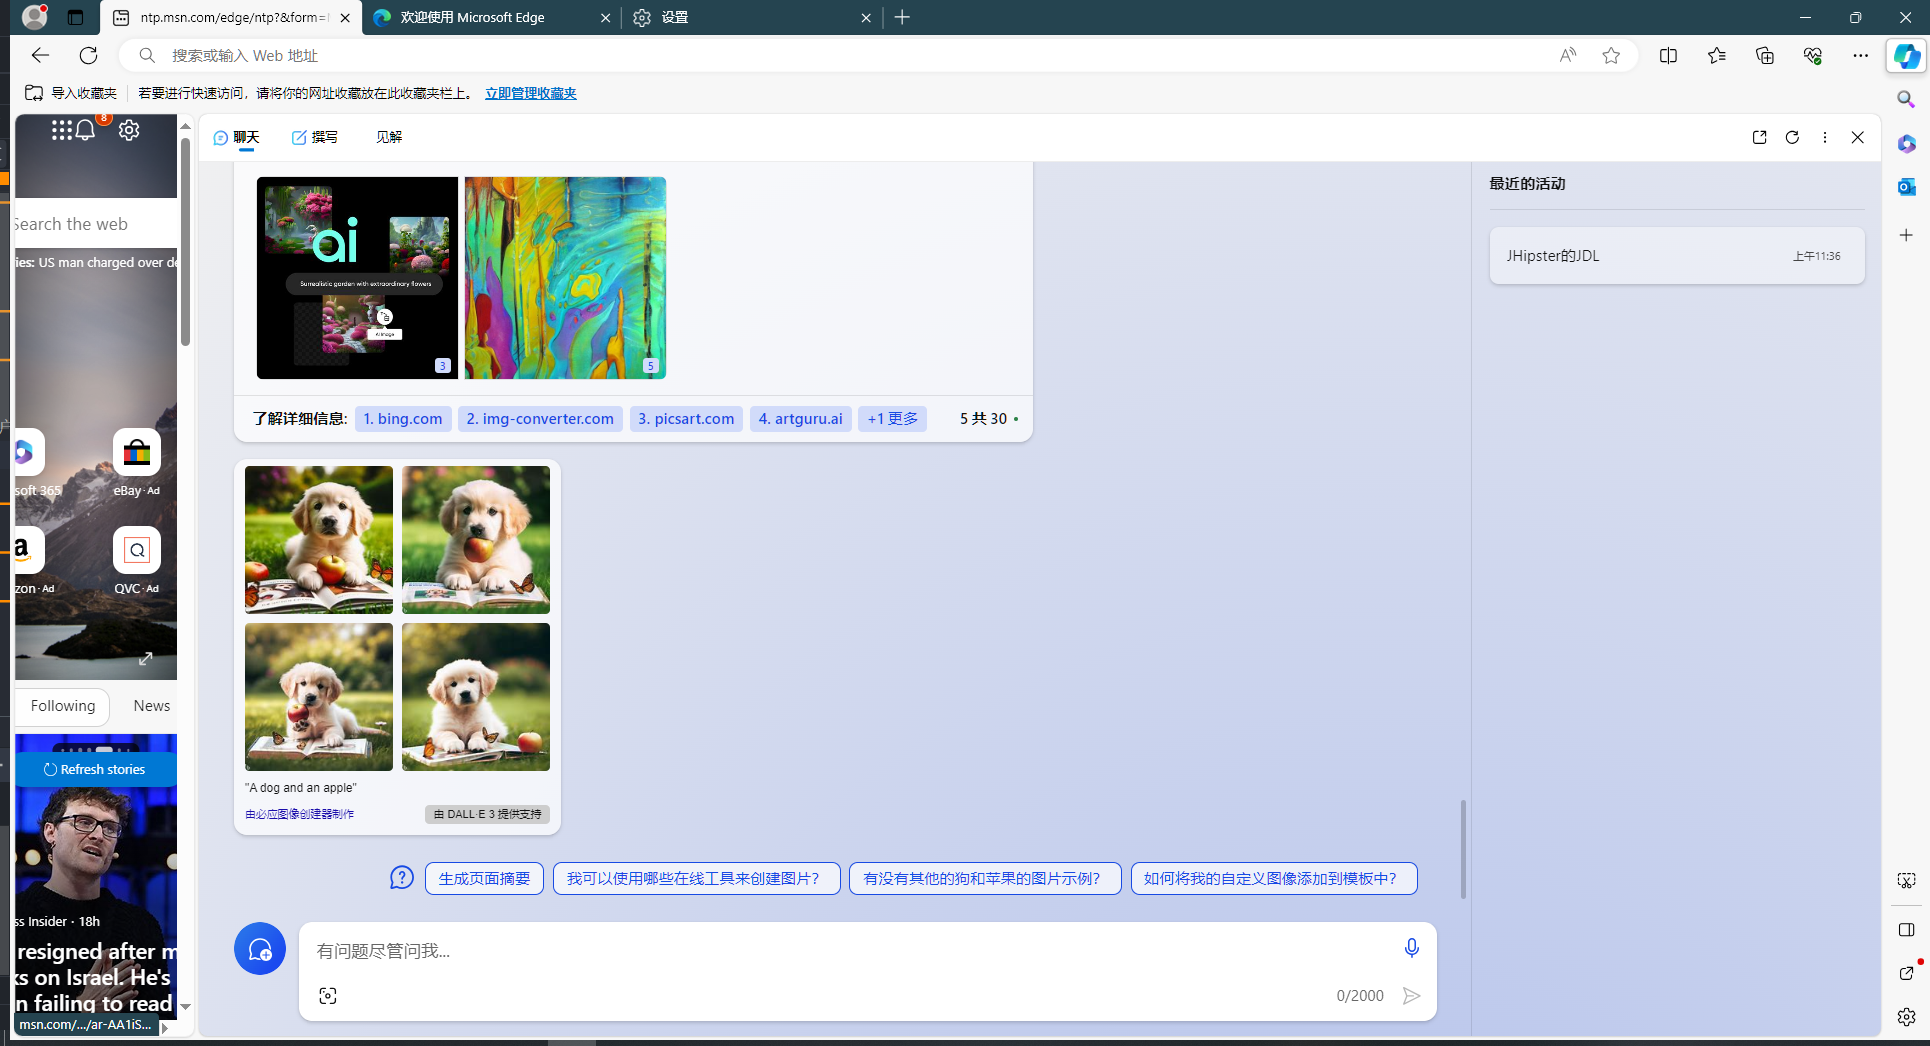 ntp.msn.com/edge/ntp?&form=
欢迎使用 Microsoft Edge
设置
搜索或输入 Web 地址
导入收藏夹
若要进行快速访问，请将你的网址收藏放在此收藏夹栏上。 立即管理收藏夹
8
Search the web
ies: US man charged over de
soft 365
eBay · Ad
zon · Ad
QVC · Ad
Following
News
Refresh stories
ss Insider · 18h
resigned after m
ks on Israel. He's
n failing to read
msn.com/.../ar-AA1iS...
聊天
撰写
见解
ai
Surrealistic garden with extraordinary flowers
AI Image
3
5
了解详细信息: 1. bing.com 2. img-converter.com 3. picsart.com 4. artguru.ai +1 更多 5 共 30
"A dog and an apple"
由必应图像创建器制作
由 DALL·E 3 提供支持
生成页面摘要
我可以使用哪些在线工具来创建图片？
有没有其他的狗和苹果的图片示例？
如何将我的自定义图像添加到模板中？
有问题尽管问我...
0/2000
最近的活动
JHipster的JDL
上午11:36